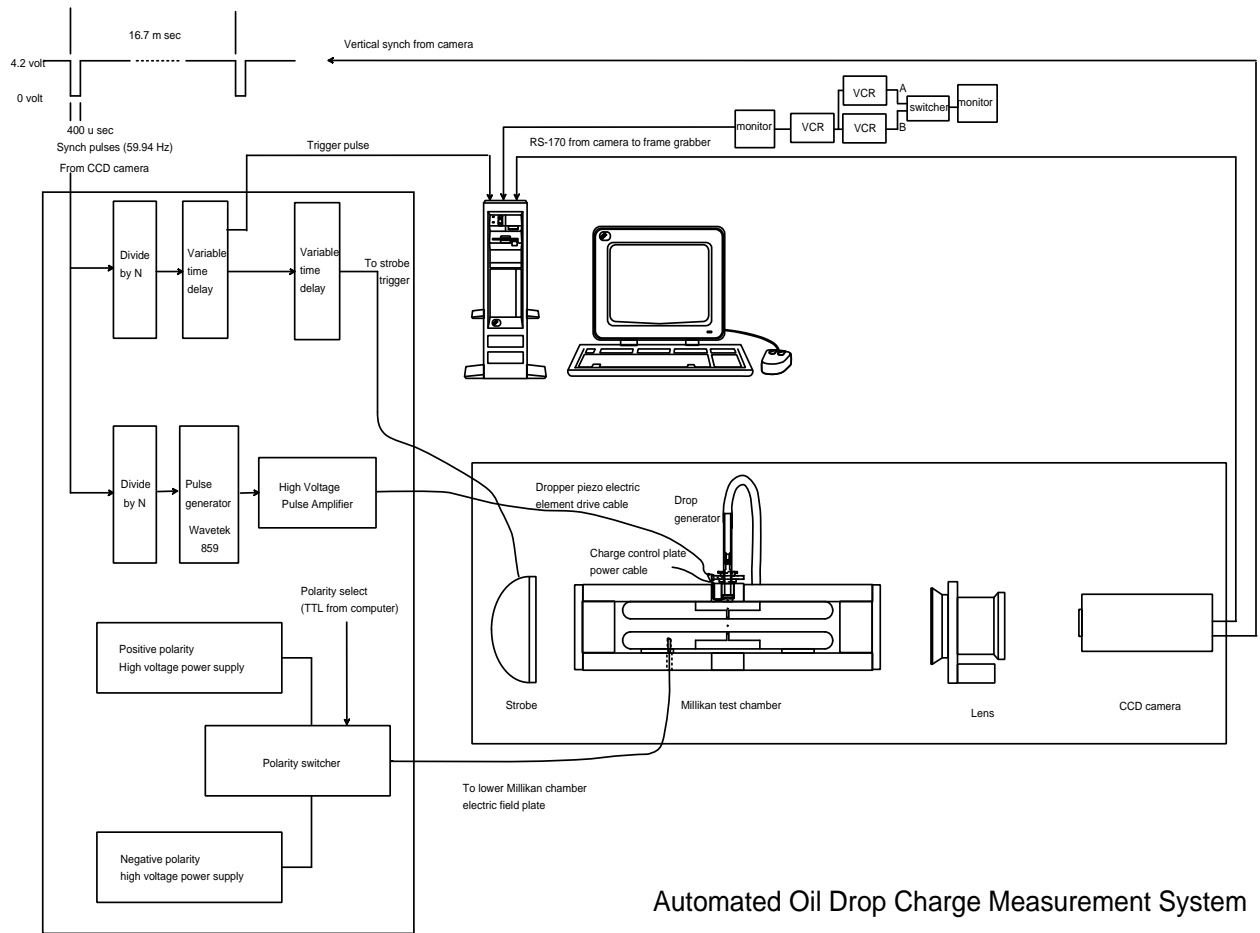 16.7 m sec
4.2 volt
0 volt
400 u sec
Synch pulses (59.94 Hz)
From CCD camera
Vertical synch from camera
monitor
VCR
VCR
VCR
A
B
switcher
monitor
RS-170 from camera to frame grabber
Trigger pulse
Divide
by N
Variable
time
delay
Variable
time
delay
To strobe
trigger
Divide
by N
Pulse
generator
Wavetek
859
High Voltage
Pulse Amplifier
Dropper piezo electric
element drive cable
Drop
generator
Charge control plate
power cable
Polarity select
(TTL from computer)
Positive polarity
High voltage power supply
Polarity switcher
Negative polarity
high voltage power supply
Strobe
Millikan test chamber
Lens
CCD camera
To lower Millikan chamber
electric field plate
Automated Oil Drop Charge Measurement System